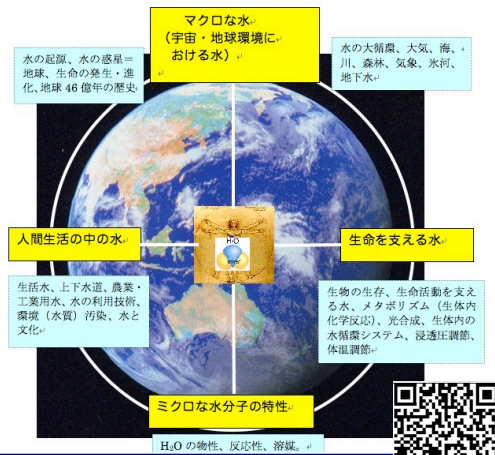 マクロな水
(宇宙・地球環境に
おける水)
水の起源、水の惑星=
地球、生命の発生・進
化、地球 46 億年の歴史
水の大循環、大気、海、
川、森林、気象、氷河、
地下水
H₂O
人間生活の中の水
生命を支える水
生活水、上下水道、農業・
工業用水、水の利用技術、
環境(水質)汚染、水と
文化
生物の生存、生命活動を支え
る水、メタボリズム(生体内
化学反応)、光合成、生体内の
水循環システム、浸透圧調節、
体温調節
ミクロな水分子の特性
H₂O の物性、反応性、溶媒。